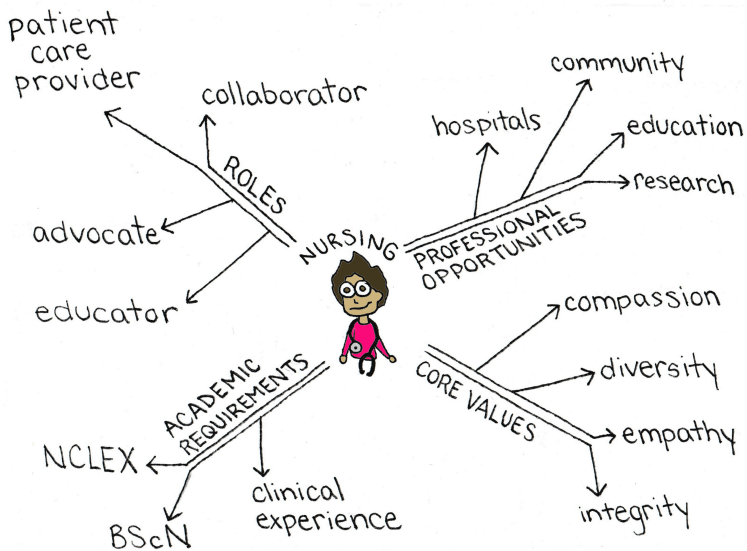 patient
care
provider
collaborator
ROLES
advocate
educator
NURSING
community
hospitals
education
research
PROFESSIONAL
OPPORTUNITIES
compassion
diversity
CORE VALUES
empathy
integrity
ACADEMIC
REQUIREMENTS
NCLEX
BScN
clinical
experience